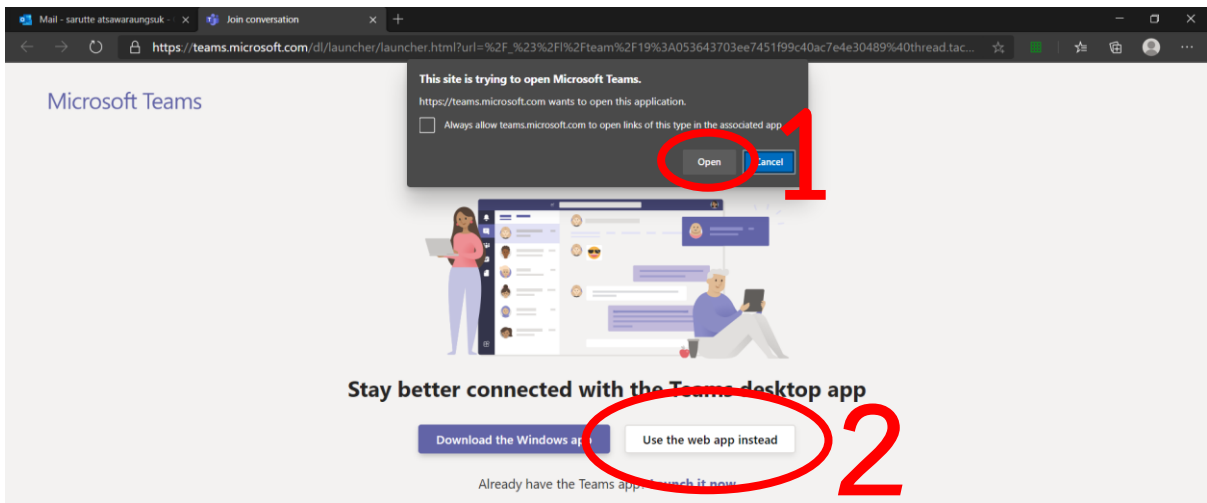 Mail - sarutte atsawaraungsuk -
Join conversation
https://teams.microsoft.com/dl/launcher/launcher.html?url=%2F_%23%2Fl%2Fteam%2F19%3A053643703ee7451f99c40ac7e4e30489%40thread.tac...
This site is trying to open Microsoft Teams.
Microsoft Teams
https://teams.microsoft.com wants to open this application.
Always allow teams.microsoft.com to open links of this type in the associated app
1
Open Cancel
Stay better connected with the Teams desktop app
Download the Windows app
Use the web app instead
2
Already have the Teams app? Launch it now